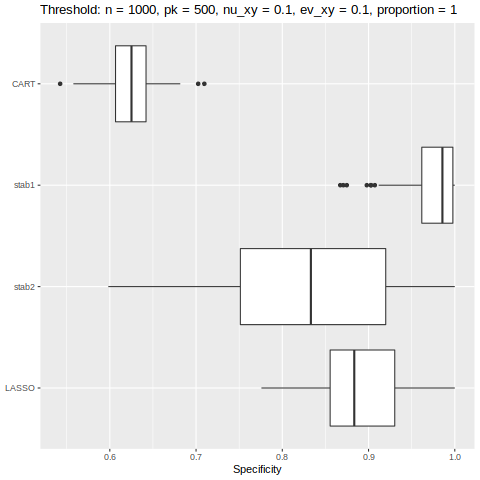 Threshold: n = 1000, pk = 500, nu_xy = 0.1, ev_xy = 0.1, proportion = 1
CART
stab1
stab2
LASSO
0.6 0.7 0.8 0.9 1.0
Specificity